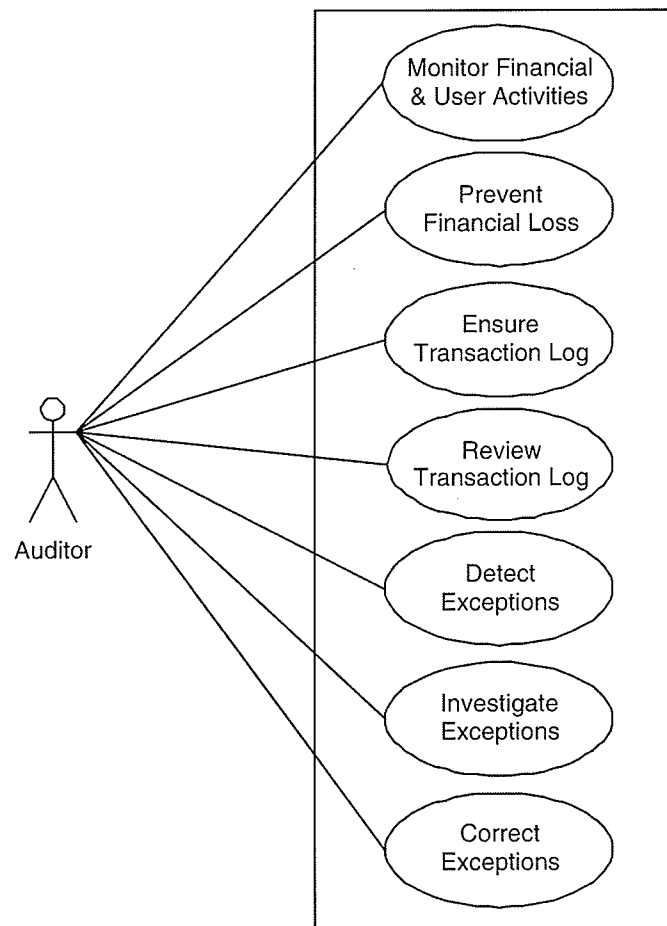 Monitor Financial
& User Activities
Prevent
Financial Loss
Ensure
Transaction Log
Review
Transaction Log
Auditor
Detect
Exceptions
Investigate
Exceptions
Correct
Exceptions